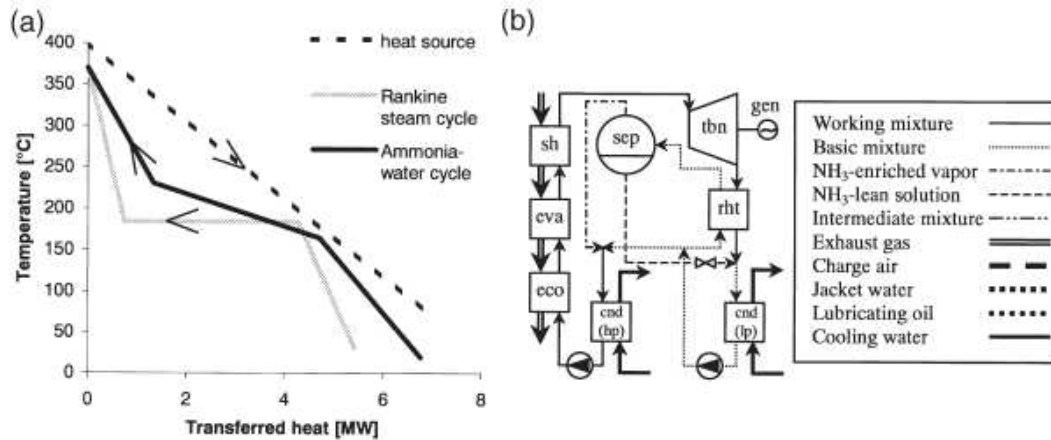 (a)
400
350
300
250
200
150
100
50
0
Temperature [°C]
0
2
4
6
8
Transferred heat [MW]
heat source
Rankine
steam cycle
Ammonia-
water cycle
(b)
sh
eva
eco
sep
tbn
gen
rht
cnd
(hp)
cnd
(lp)
Working mixture
Basic mixture
NH₃-enriched vapor
NH₃-lean solution
Intermediate mixture
Exhaust gas
Charge air
Jacket water
Lubricating oil
Cooling water